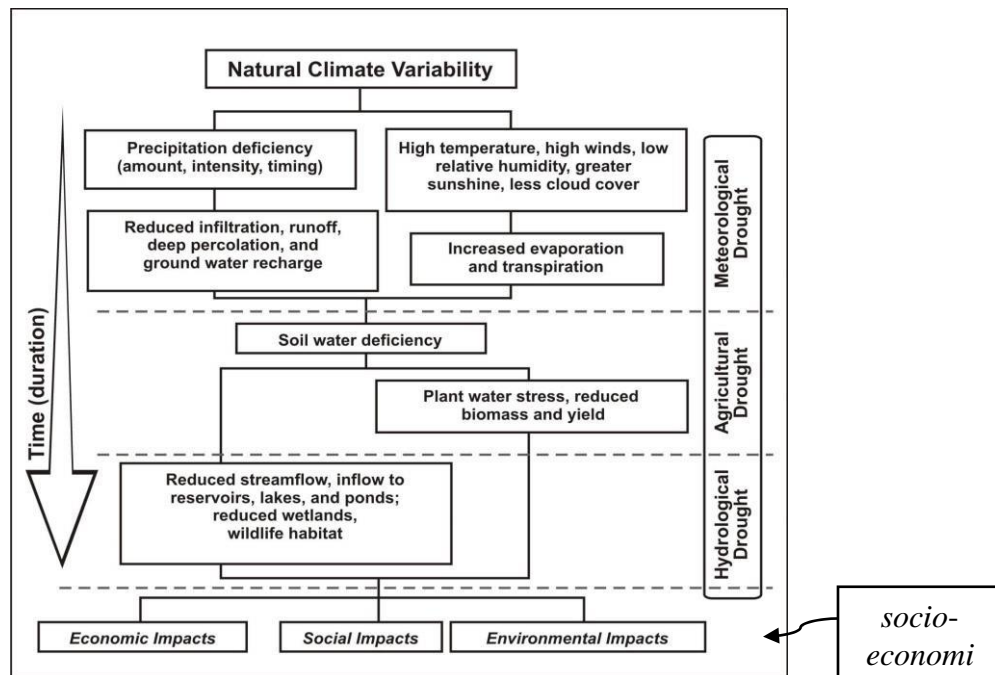 Natural Climate Variability
Precipitation deficiency
(amount, intensity, timing)
High temperature, high winds, low
relative humidity, greater
sunshine, less cloud cover
Reduced infiltration, runoff,
deep percolation, and
ground water recharge
Increased evaporation
and transpiration
Meteorological
Drought
Time (duration)
Soil water deficiency
Plant water stress, reduced
biomass and yield
Agricultural
Drought
Reduced streamflow, inflow to
reservoirs, lakes, and ponds;
reduced wetlands,
wildlife habitat
Hydrological
Drought
Economic Impacts
Social Impacts
Environmental Impacts
socio-
economi